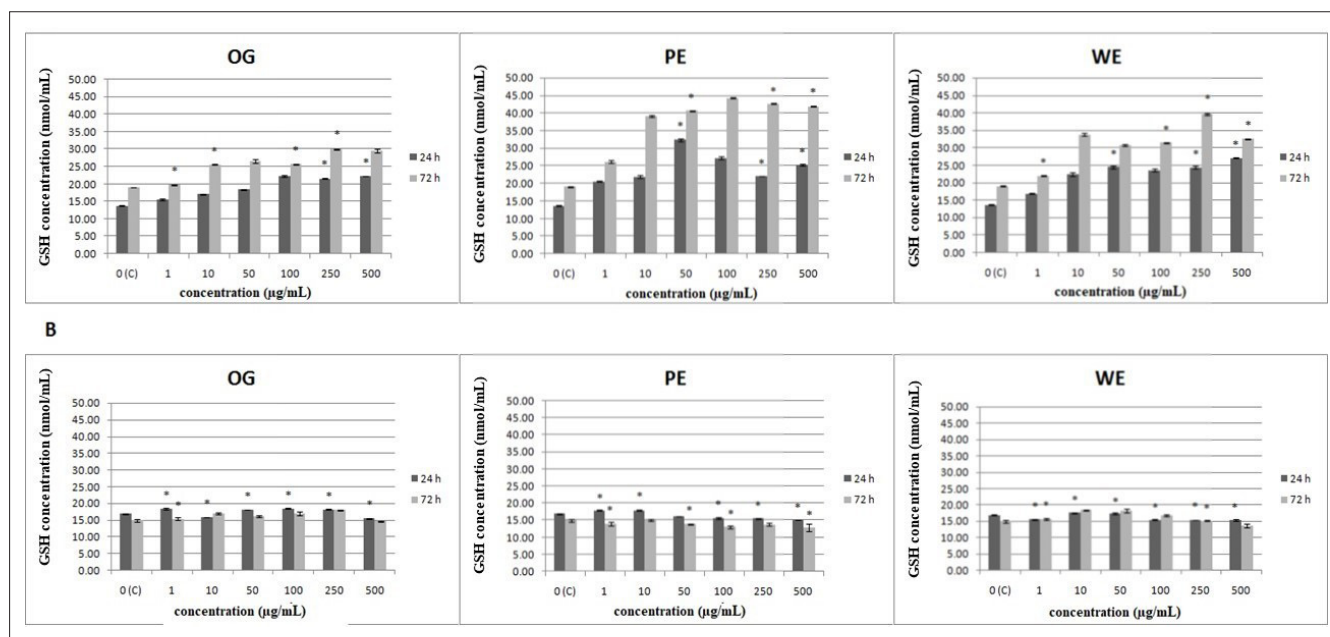 OG
GSH concentration (nmol/mL)
50.00
45.00
40.00
35.00
30.00
25.00
20.00
15.00
10.00
5.00
0.00
* * * * * *
0 (C) 1 10 50 100 250 500
concentration (µg/mL)
24 h
72 h
PE
GSH concentration (nmol/mL)
50.00
45.00
40.00
35.00
30.00
25.00
20.00
15.00
10.00
5.00
0.00
* * * * * *
0 (C) 1 10 50 100 250 500
concentration (µg/mL)
24 h
72 h
WE
GSH concentration (nmol/mL)
50.00
45.00
40.00
35.00
30.00
25.00
20.00
15.00
10.00
5.00
0.00
* * * * * * *
0 (C) 1 10 50 100 250 500
concentration (µg/mL)
24 h
72 h
B
OG
GSH concentration (nmol/mL)
50.00
45.00
40.00
35.00
30.00
25.00
20.00
15.00
10.00
5.00
0.00
* * * * * * *
0 (C) 1 10 50 100 250 500
concentration (µg/mL)
24 h
72 h
PE
GSH concentration (nmol/mL)
50.00
45.00
40.00
35.00
30.00
25.00
20.00
15.00
10.00
5.00
0.00
* * * * * * * * *
0 (C) 1 10 50 100 250 500
concentration (µg/mL)
24 h
72 h
WE
GSH concentration (nmol/mL)
50.00
45.00
40.00
35.00
30.00
25.00
20.00
15.00
10.00
5.00
0.00
* * * * * * * *
0 (C) 1 10 50 100 250 500
concentration (µg/mL)
24 h
72 h